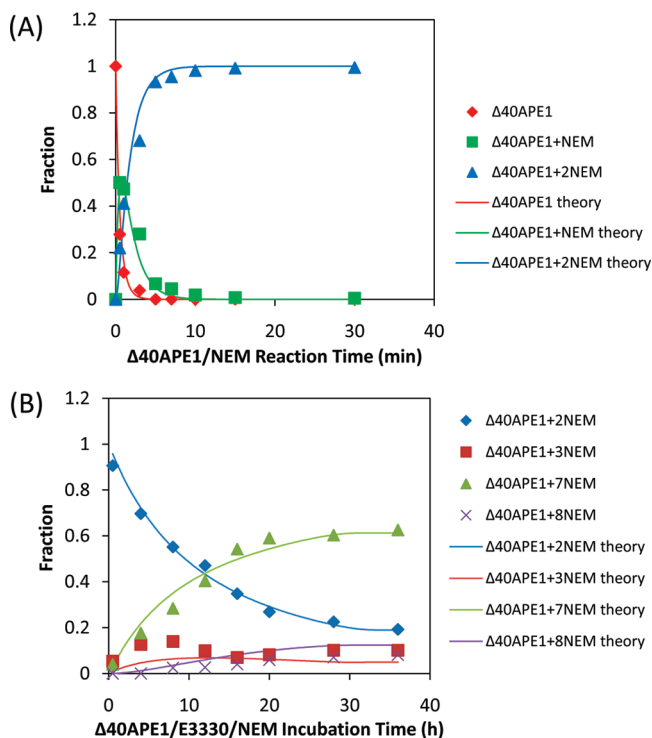 (A)
1.2
1
0.8
0.6
0.4
0.2
0
Fraction
0 10 20 30 40
Δ40APE1/NEM Reaction Time (min)
Δ40APE1
Δ40APE1+NEM
Δ40APE1+2NEM
Δ40APE1 theory
Δ40APE1+NEM theory
Δ40APE1+2NEM theory
(B)
1.2
1
0.8
0.6
0.4
0.2
0
Fraction
0 10 20 30 40
Δ40APE1/E3330/NEM Incubation Time (h)
Δ40APE1+2NEM
Δ40APE1+3NEM
Δ40APE1+7NEM
Δ40APE1+8NEM
Δ40APE1+2NEM theory
Δ40APE1+3NEM theory
Δ40APE1+7NEM theory
Δ40APE1+8NEM theory